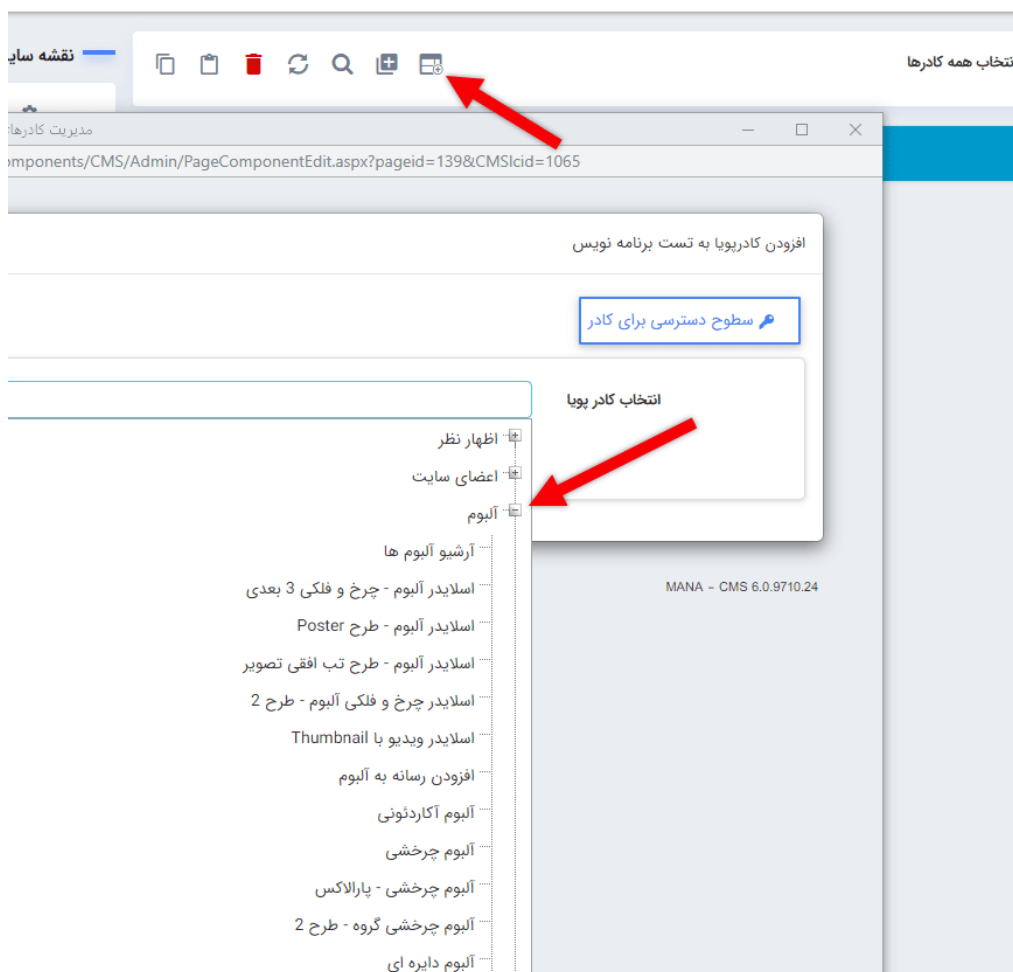 انتخاب همه کادرها
نقشه سای
مدیریت کادرهای
omponents/CMS/Admin/PageComponentEdit.aspx?pageid=139&CMSlcid=1065
افزودن کادرپویا به تست برنامه نویس
سطوح دسترسی برای کادر
انتخاب کادر پویا
اظهار نظر
اعضای سایت
آلبوم
آرشیو آلبوم ها
اسلایدر آلبوم - چرخ و فلکی 3 بعدی
اسلایدر آلبوم - طرح Poster
اسلایدر آلبوم - طرح تب افقی تصویر
اسلایدر چرخ و فلکی آلبوم - طرح 2
اسلایدر ویدیو با Thumbnail
افزودن رسانه به آلبوم
آلبوم آکاردئونی
آلبوم چرخشی
آلبوم چرخشی - پارالاکس
آلبوم چرخشی گروه - طرح 2
آلبوم دایره ای
MANA - CMS 6.0.9710.24